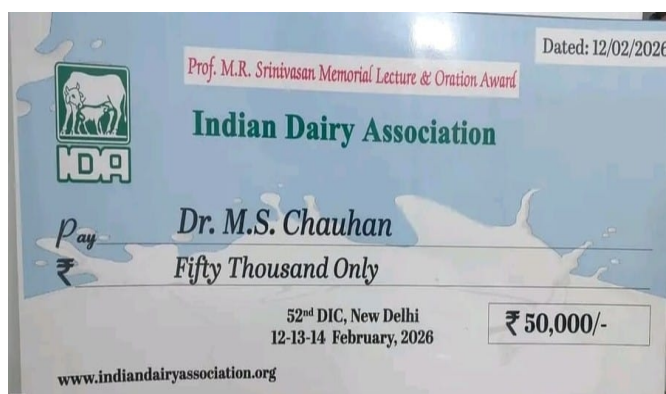 Dated: 12/02/2026
Prof. M.R. Srinivasan Memorial Lecture & Oration Award
Indian Dairy Association
IDA
Pay Dr. M.S. Chauhan
₹ Fifty Thousand Only
52nd DIC, New Delhi
12-13-14 February, 2026
₹ 50,000/-
www.indiandairyassociation.org